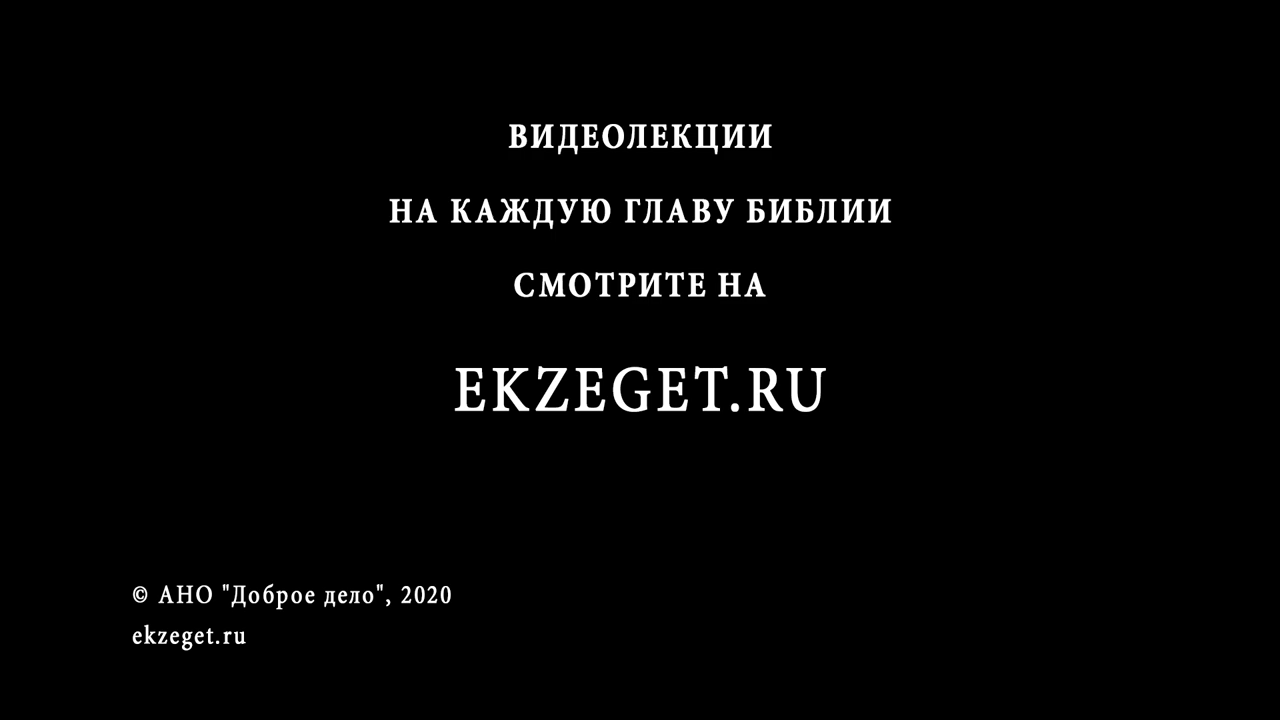 ВИДЕОЛЕКЦИИ
НА КАЖДУЮ ГЛАВУ БИБЛИИ
СМОТРИТЕ НА
EKZEGET.RU
© АНО "Доброе дело", 2020
ekzeget.ru